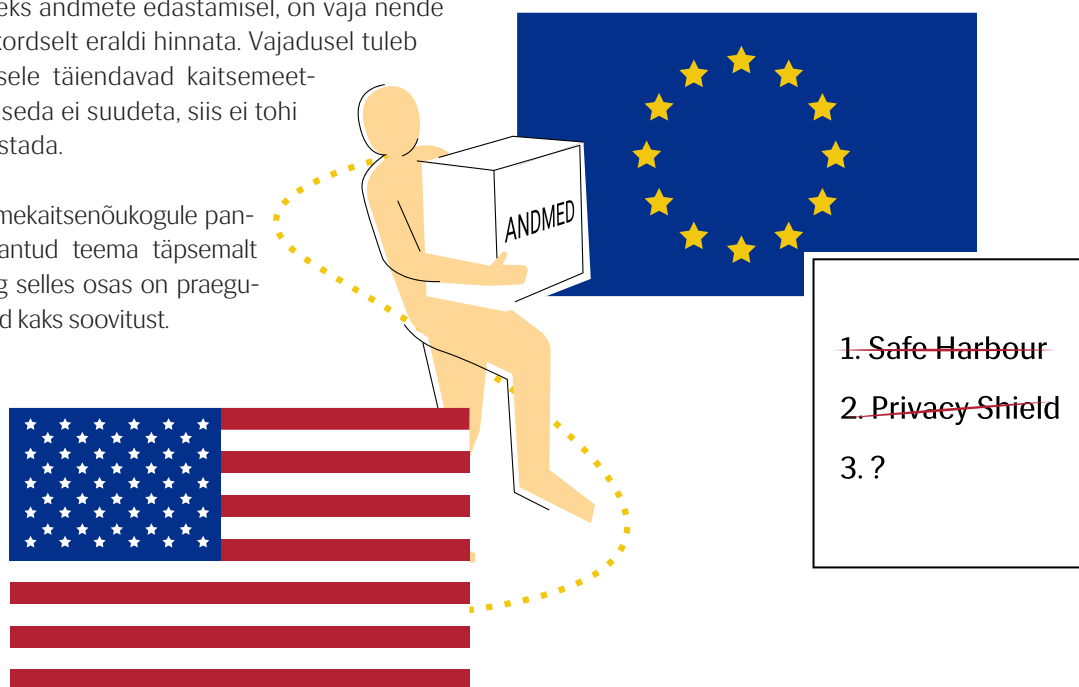 eks andmete edastamisel, on vaja nende
kordselt eraldi hinnata. Vajadusel tuleb
sele täiendavad kaitsemeet-
seda ei suudeta, siis ei tohi
stada.
mekaitsenõukogule pan-
antud teema täpsemalt
g selles osas on praegu-
d kaks soovitust.
ANDMED
1. Safe Harbour
2. Privacy Shield
3. ?